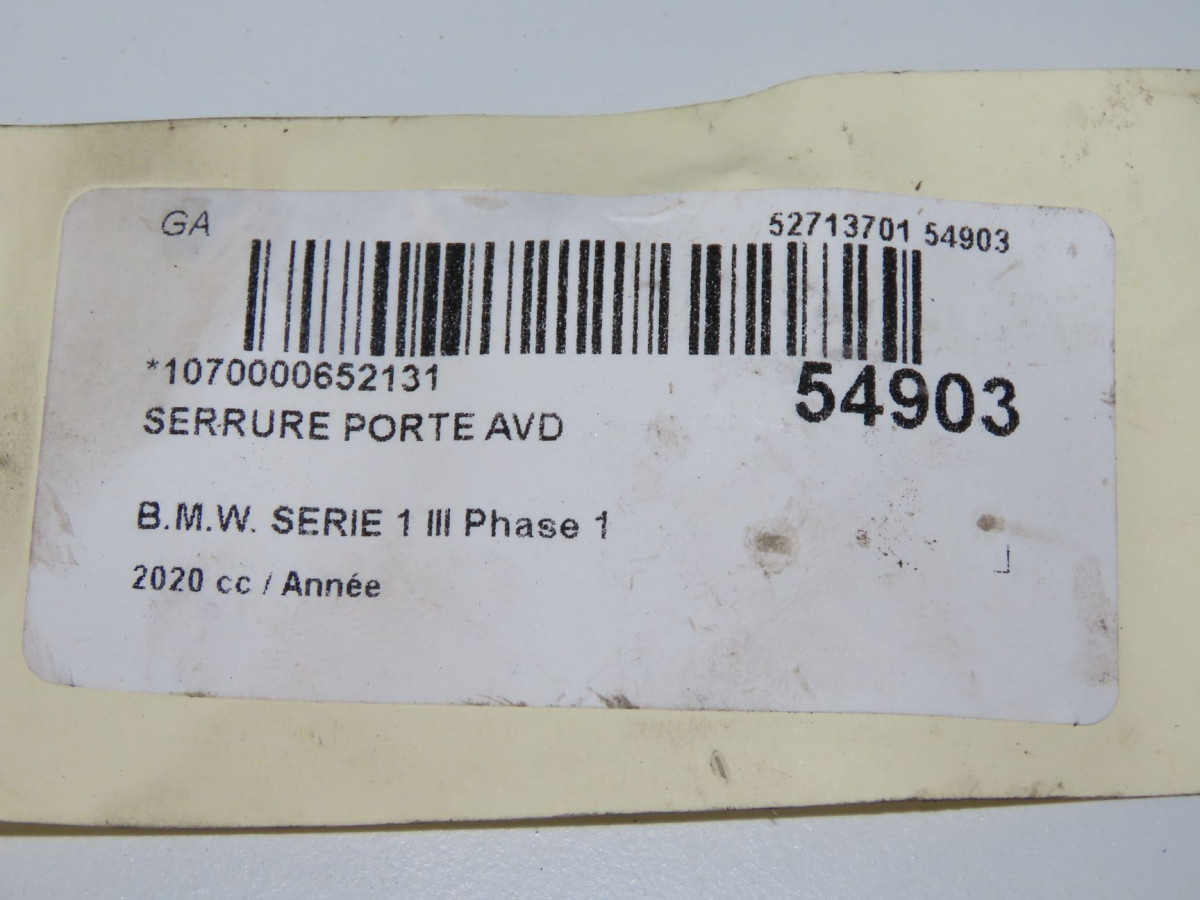 GA
52713701 54903
*1070000652131
54903
SERRURE PORTE AVD
B.M.W. SERIE 1 III Phase 1
2020 cc / Année